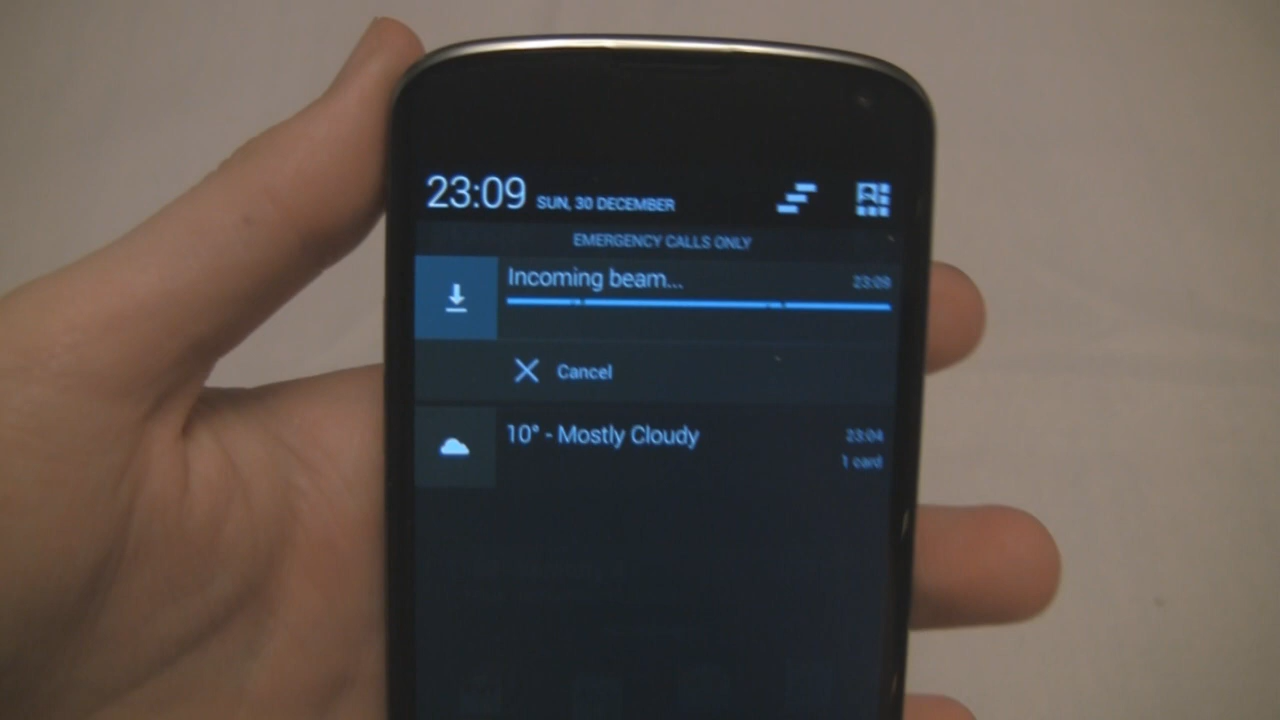 23:09 SUN, 30 DECEMBER
EMERGENCY CALLS ONLY
Incoming beam... 23:09
Cancel
10° - Mostly Cloudy 23:04
1 card